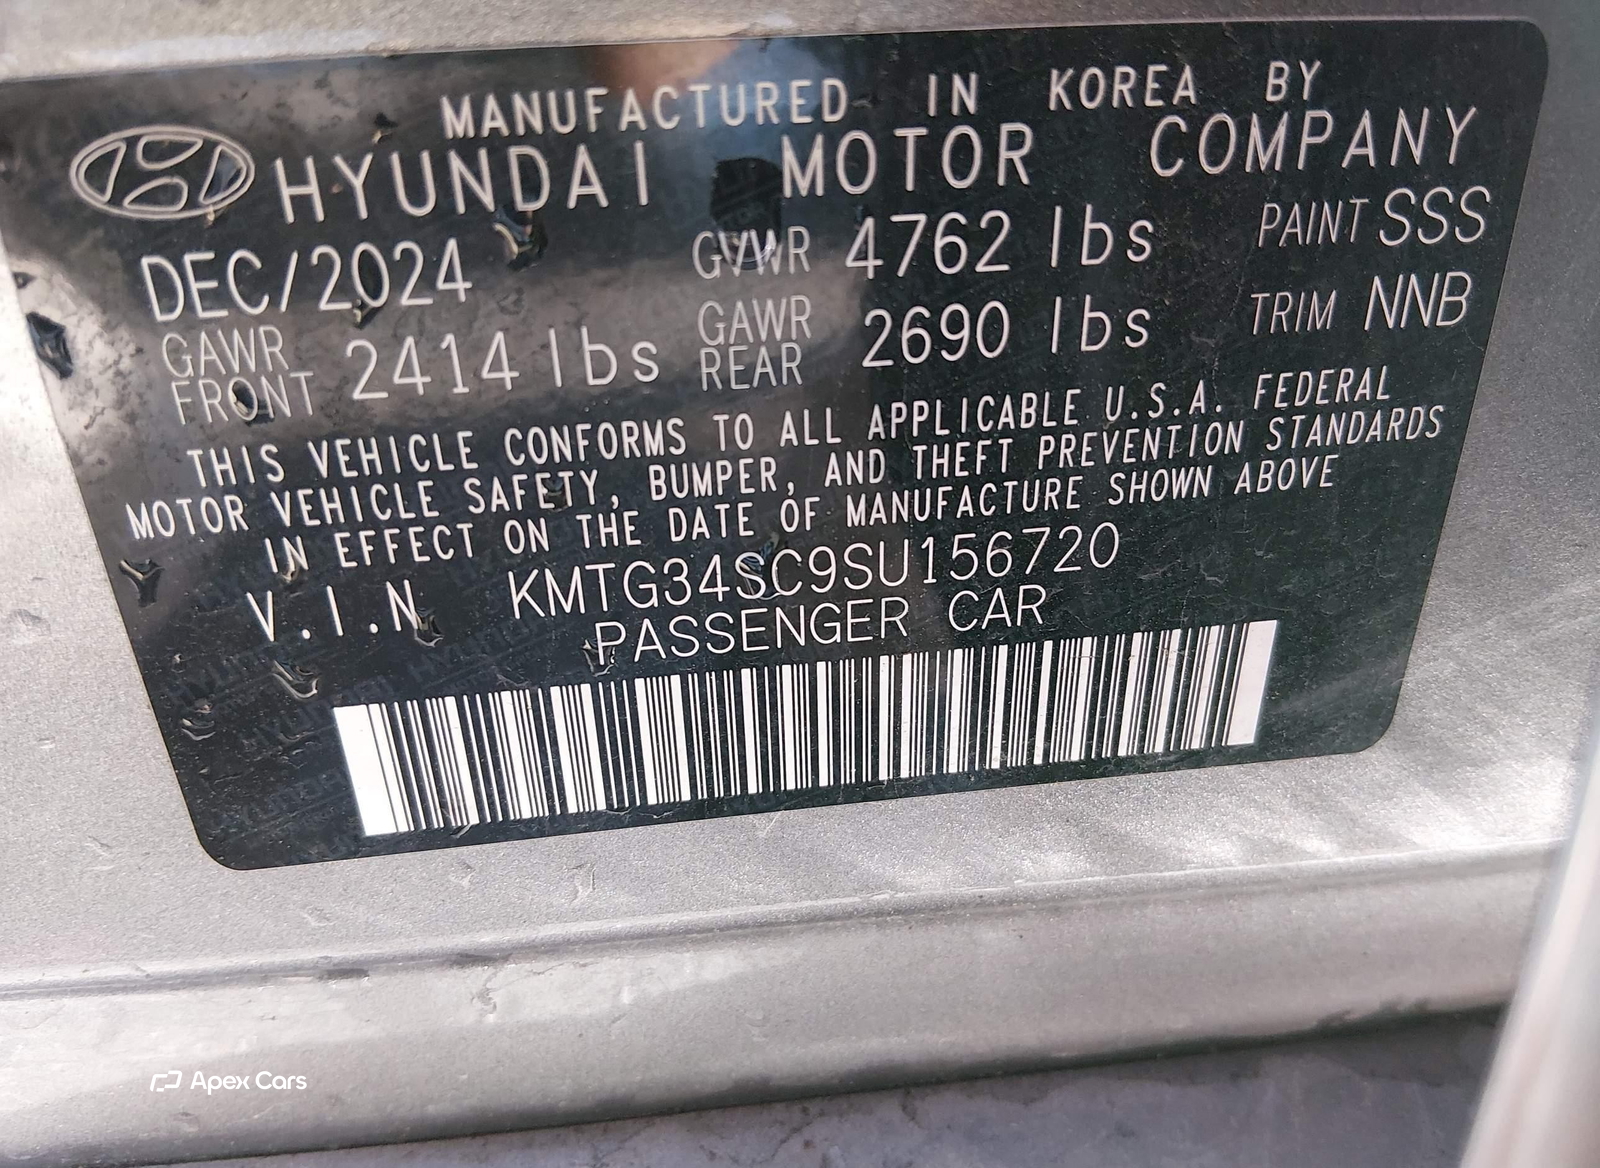 MANUFACTURED IN KOREA BY
HYUNDAI MOTOR COMPANY
DEC/2024 GVWR 4762 lbs PAINT SSS
GAWR FRONT 2414 lbs GAWR REAR 2690 lbs TRIM NNB
THIS VEHICLE CONFORMS TO ALL APPLICABLE U.S.A. FEDERAL
MOTOR VEHICLE SAFETY, BUMPER, AND THEFT PREVENTION STANDARDS
IN EFFECT ON THE DATE OF MANUFACTURE SHOWN ABOVE
V.I.N KMTG34SC9SU156720
PASSENGER CAR
Apex Cars